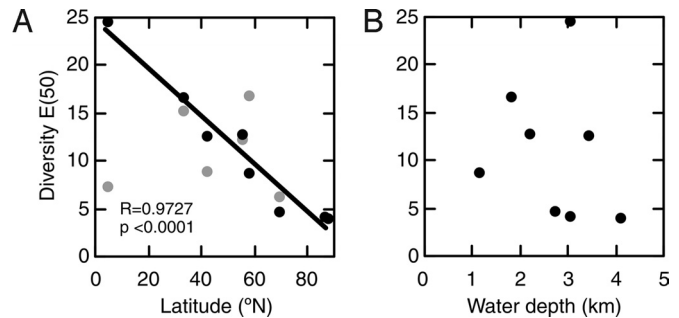 A
25
20
15
10
5
0
Diversity E(50)
R=0.9727
p <0.0001
0 20 40 60 80
Latitude (ºN)
B
25
20
15
10
5
0
0 1 2 3 4 5
Water depth (km)